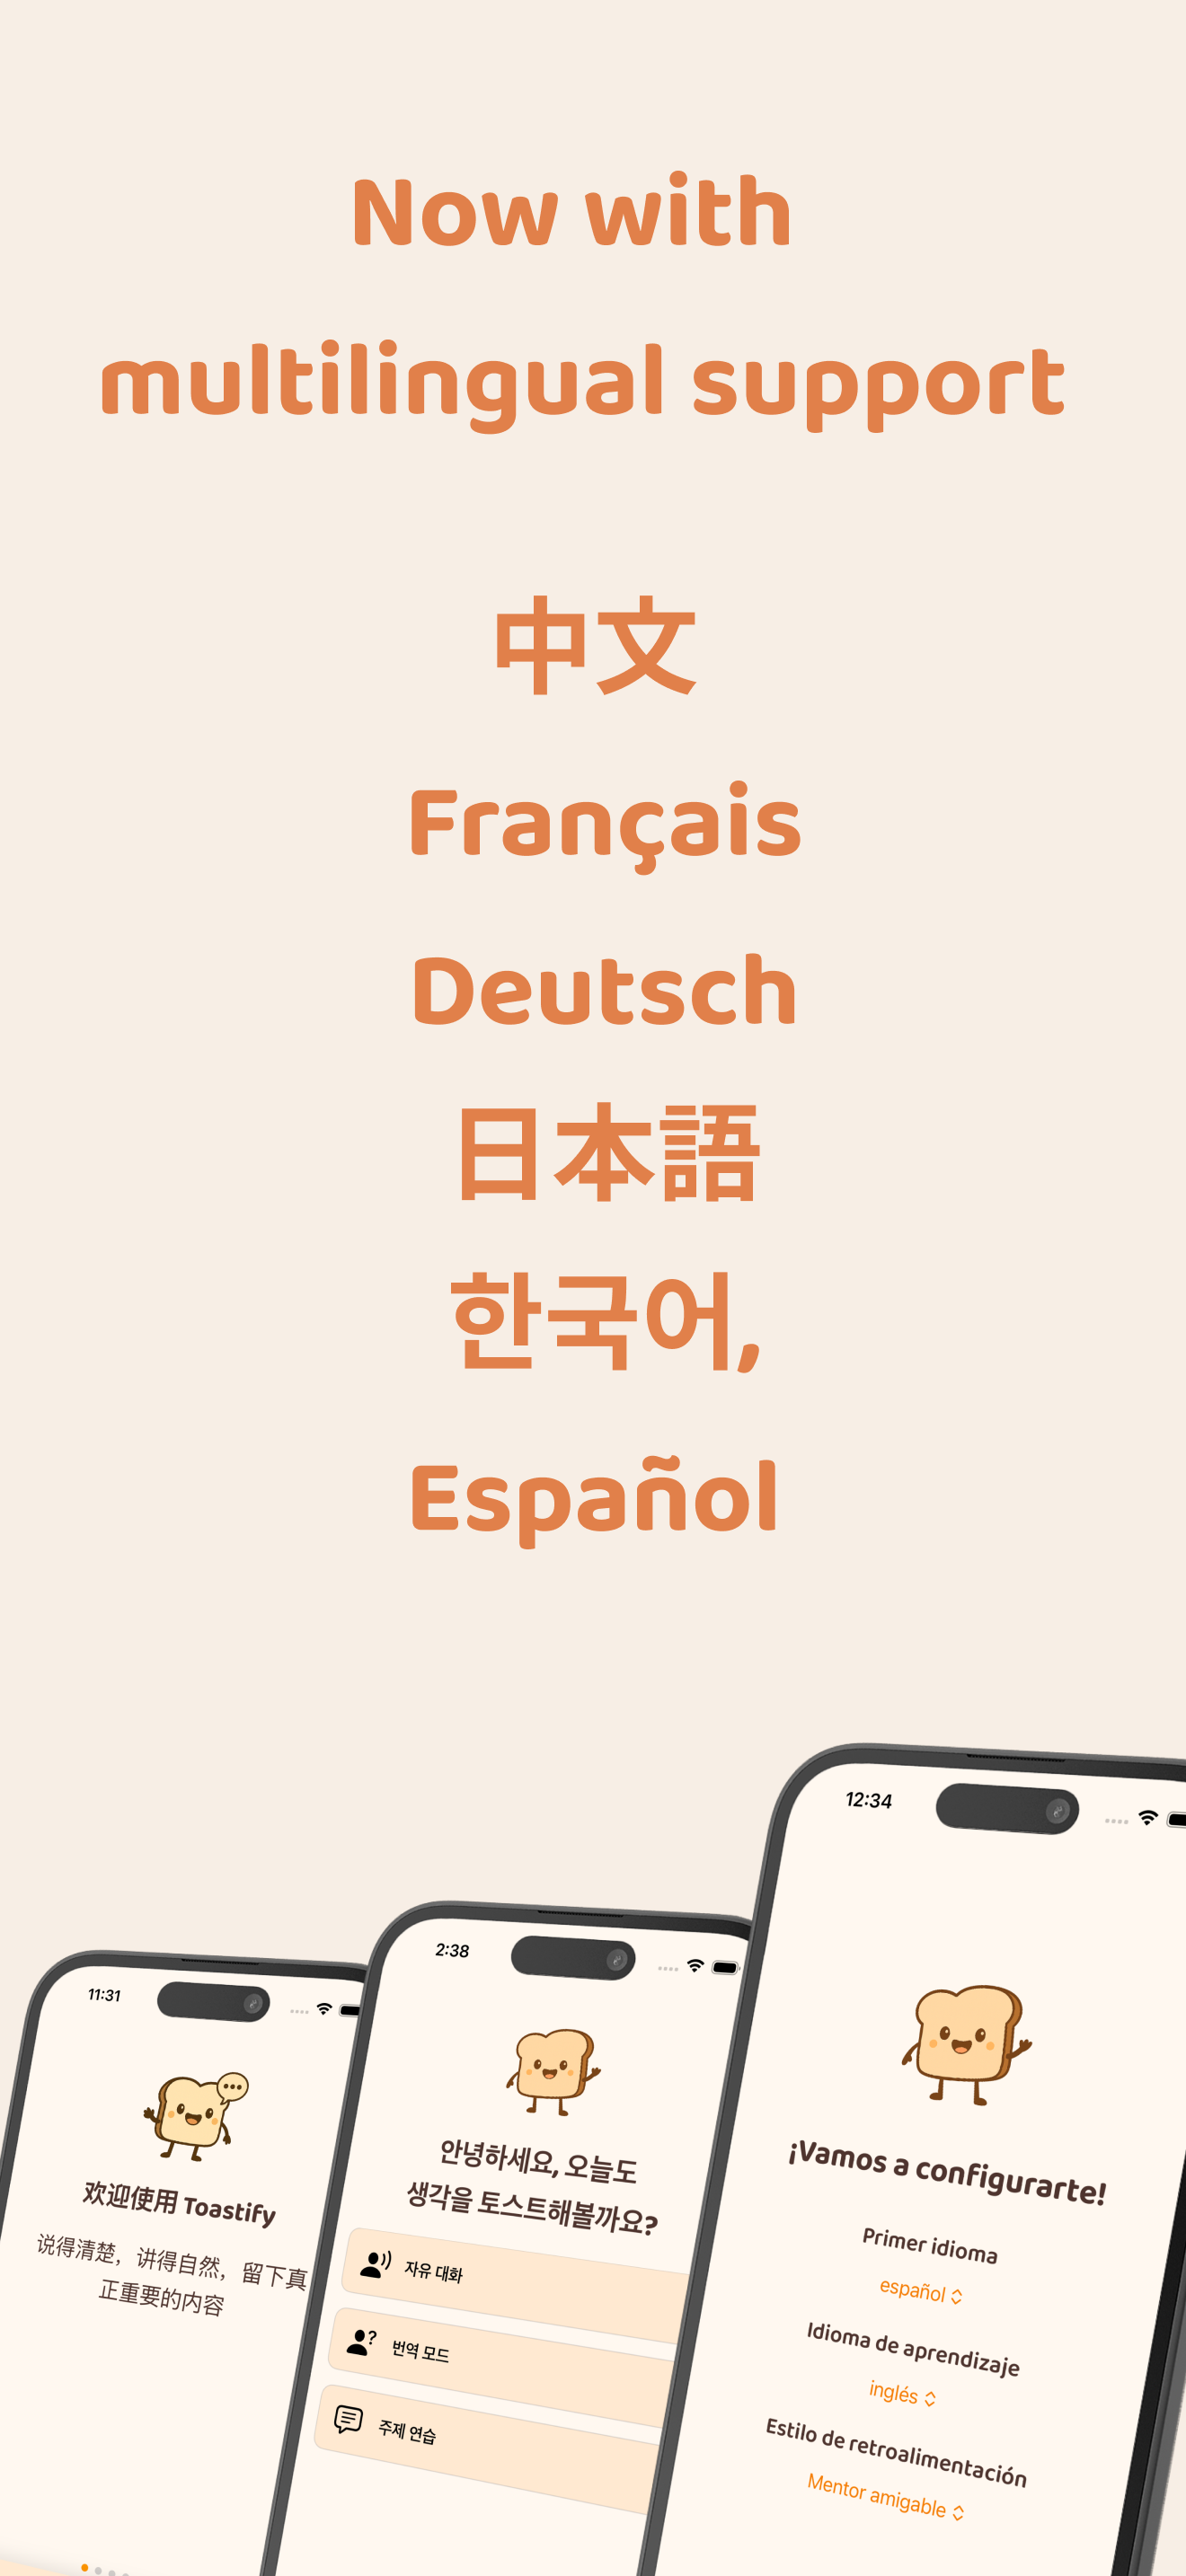 Now with
multilingual support
中文
Français
Deutsch
日本語
한국어,
Español
11:31
欢迎使用 Toastify
说得清楚，讲得自然，留下真
正重要的内容
2:38
안녕하세요, 오늘도
생각을 토스트해볼까요?
자유 대화
번역 모드
주제 연습
12:34
¡Vamos a configurarte!
Primer idioma
español
Idioma de aprendizaje
inglés
Estilo de retroalimentación
Mentor amigable